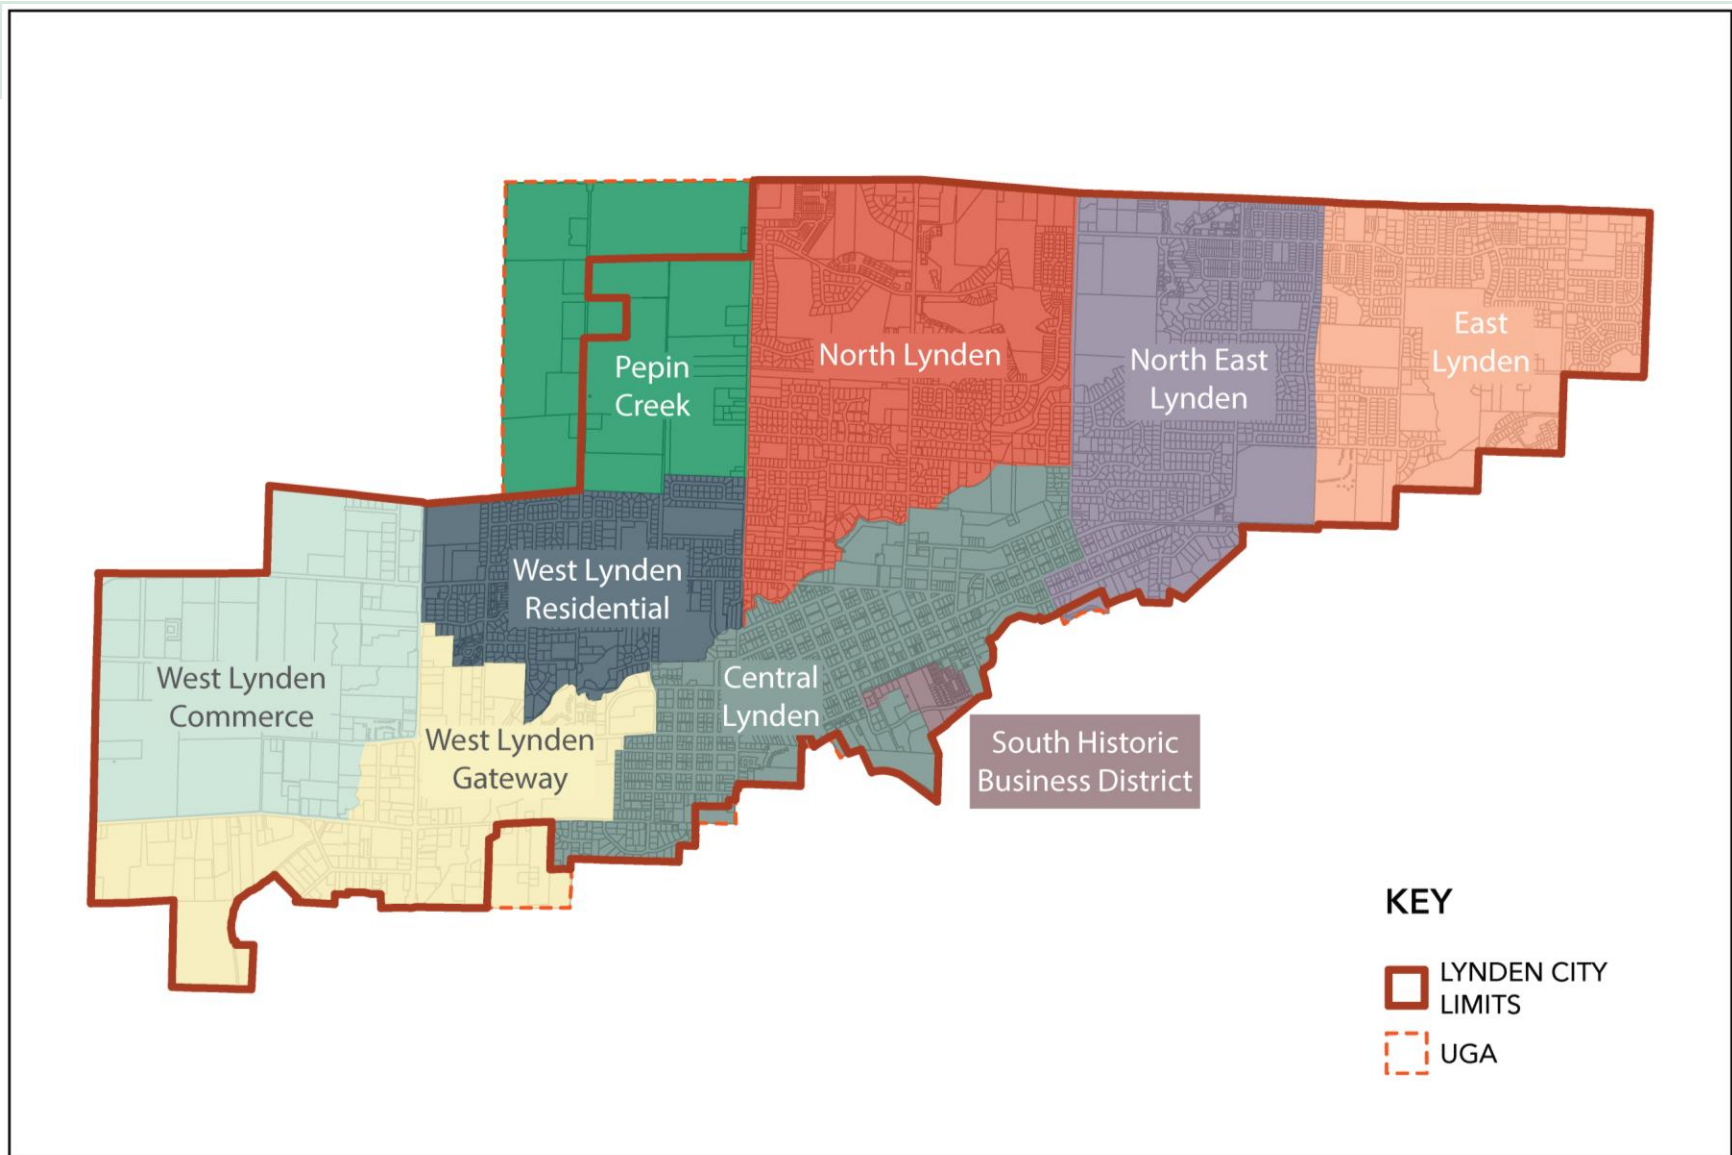 North Lynden
East
Lynden
North East
Lynden
Pepin
Creek
West Lynden
Residential
West Lynden
Commerce
Central
Lynden
West Lynden
Gateway
South Historic
Business District
KEY
LYNDEN CITY
LIMITS
UGA